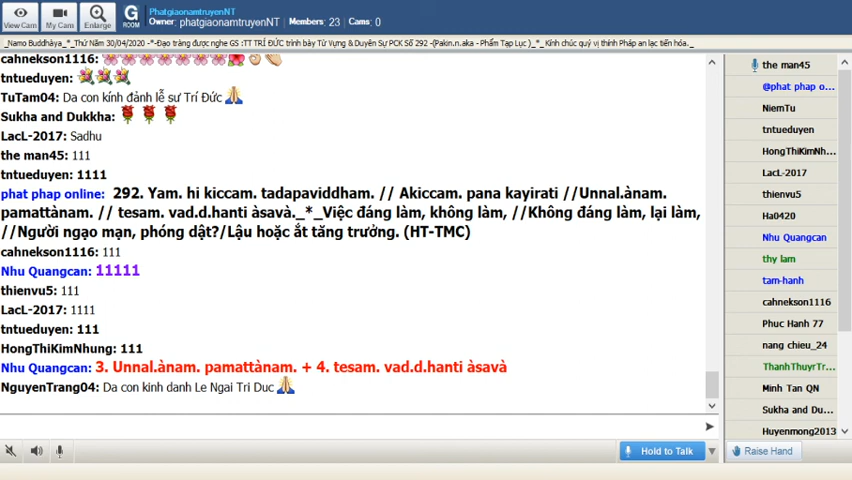 PhatgiaonamtruyenNT
Owner: phatgiaonamtruyenNT | Members: 23 | Cams: 0
View Cam
My Cams
Enlarge
G
ROOM
_Namo Buddhàya_*_Thứ Năm 30/04/2020 -*-Đạo tràng được nghe GS :TT TRÍ ĐỨC trình bày Từ Vựng & Duyên Sự PCK Số 292 -(Pakin.n.aka - Phẩm Tạp Lục )_*_ Kính chúc quý vị thính Pháp an lạc tiến hóa._
cahnekson1116:
tntueduyen:
TuTam04: Da con kính đảnh lễ sư Trí Đức
Sukha and Dukkha:
LacL-2017: Sadhu
the man45: 111
tntueduyen: 1111
phat phap online: 292. Yam. hi kiccam. tadapaviddham. // Akiccam. pana kayirati //Unnal.ànam.
pamattànam. // tesam. vad.d.hanti àsavà._*_Việc đáng làm, không làm, //Không đáng làm, lại làm,
//Người ngạo mạn, phóng dật?/Lậu hoặc ắt tăng trưởng. (HT-TMC)
cahnekson1116: 111
Nhu Quangcan: 11111
thienvu5: 111
LacL-2017: 1111
tntueduyen: 111
HongThiKimNhung: 111
Nhu Quangcan: 3. Unnal.ànam. pamattànam. + 4. tesam. vad.d.hanti àsavà
NguyenTrang04: Da con kinh danh Le Ngai Tri Duc
the man45
@phat phap o...
NiemTu
tntueduyen
HongThiKimNh...
LacL-2017
thienvu5
Ha0420
Nhu Quangcan
thy lam
tam-hanh
cahnekson1116
Phuc Hanh 77
nang chieu_24
ThanhThuyrTr...
Minh Tan QN
Sukha and Du...
Huyenmong2013
Hold to Talk
Raise Hand